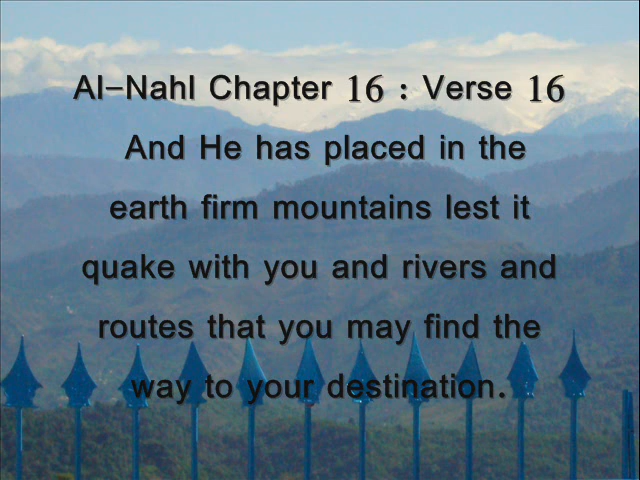 Al-Nahl Chapter 16 : Verse 16
And He has placed in the
earth firm mountains lest it
quake with you and rivers and
routes that you may find the
way to your destination.